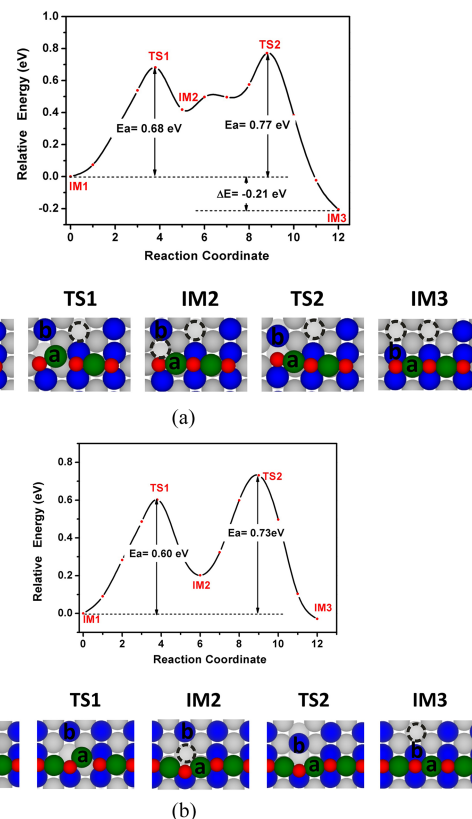 1.0
0.8
0.6
0.4
0.2
0.0
-0.2
Relative Energy (eV)
TS1
TS2
IM2
Ea= 0.68 eV
Ea= 0.77 eV
ΔE= -0.21 eV
IM1
IM3
0 2 4 6 8 10 12
Reaction Coordinate
TS1 IM2 TS2 IM3
b b b
a a a b a
(a)
0.8
0.6
0.4
0.2
0.0
Relative Energy (eV)
TS1
TS2
Ea= 0.60 eV
Ea= 0.73eV
IM2
IM1
IM3
0 2 4 6 8 10 12
Reaction Coordinate
TS1 IM2 TS2 IM3
b b b b
a a a a
(b)